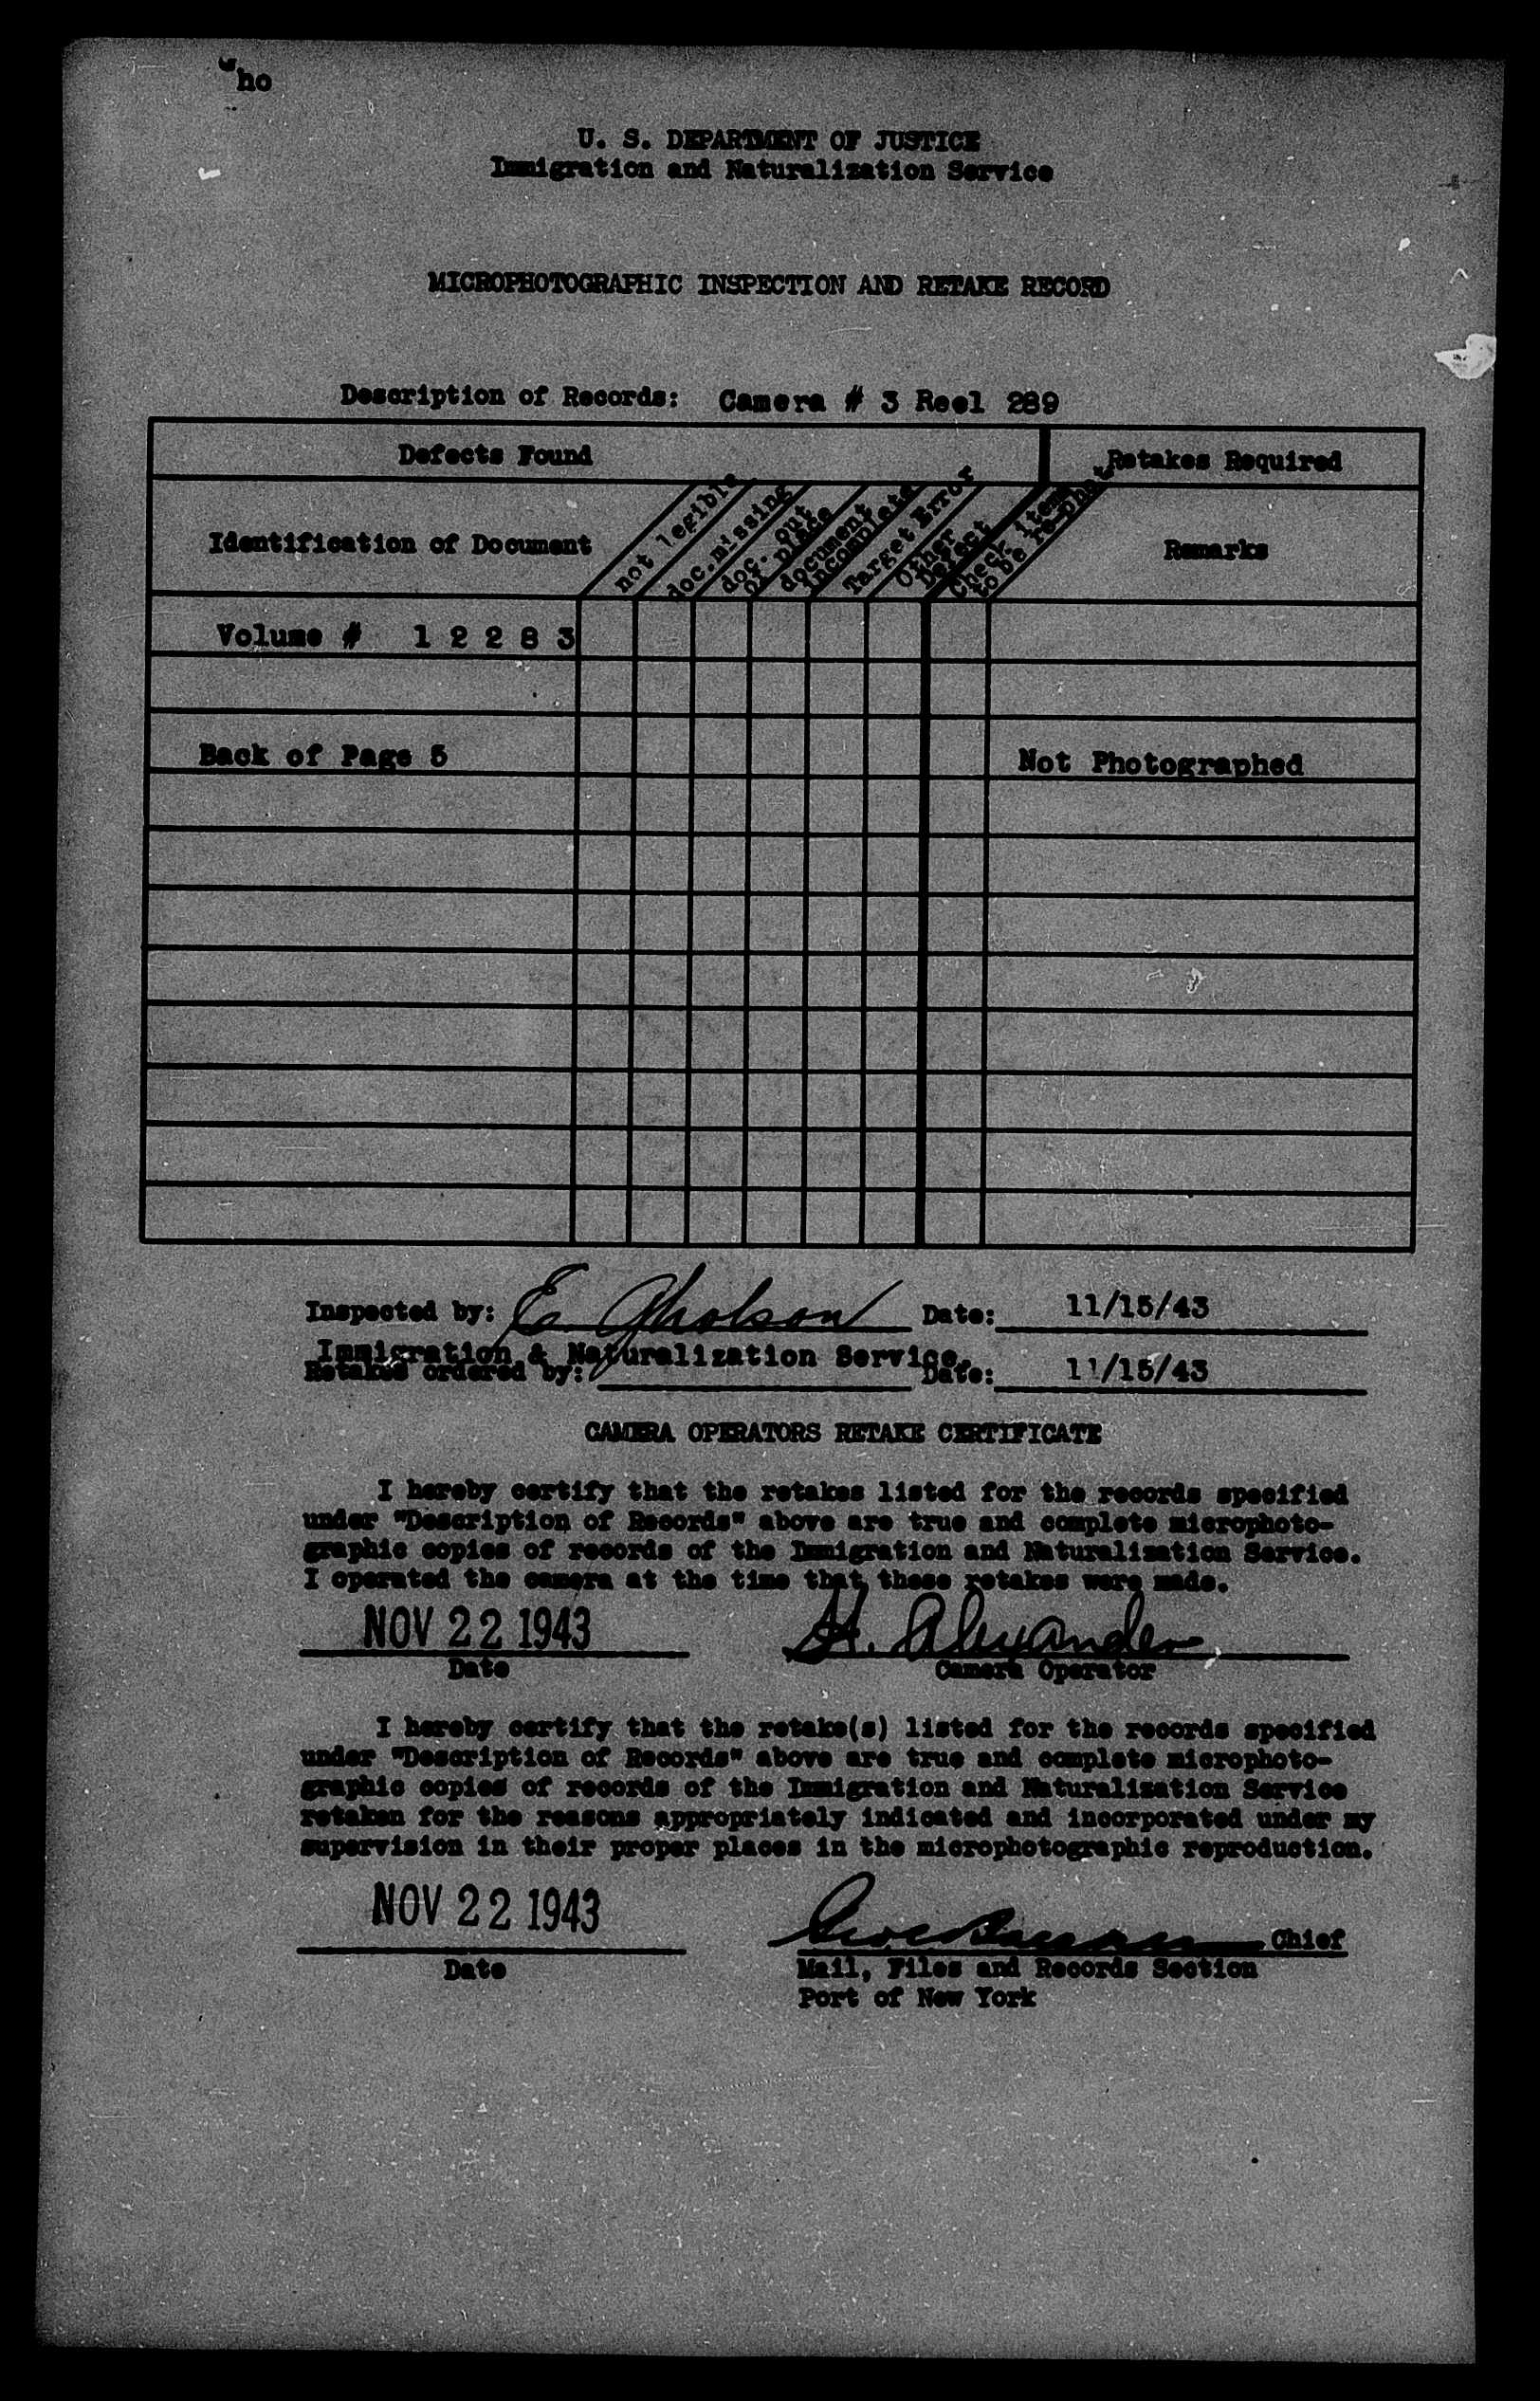 ho
U. S. DEPARTMENT OF JUSTICE
Immigration and Naturalization Service
MICROPHOTOGRAPHIC INSPECTION AND RETAKE RECORD
Description of Records: Camera # 3 Reel 289
Defects Found Retakes Required
Identification of Document
not legible
doc.missing
doc. out
of place
document
incomplete
Target Error
Other
Defect
Check items
to be re-phot
Remarks
Volume # 1 2 2 8 3
Back of Page 5 Not Photographed
Inspected by: E Gholson Date: 11/15/43
Immigration & Naturalization Service.
Retakes ordered by: Date: 11/15/43
CAMERA OPERATORS RETAKE CERTIFICATE
I hereby certify that the retakes listed for the records specified
under "Description of Records" above are true and complete microphoto-
graphic copies of records of the Immigration and Naturalization Service.
I operated the camera at the time that these retakes were made.
NOV 22 1943 H. Alexander
Date Camera Operator
I hereby certify that the retake(s) listed for the records specified
under "Description of Records" above are true and complete microphoto-
graphic copies of records of the Immigration and Naturalization Service
retaken for the reasons appropriately indicated and incorporated under my
supervision in their proper places in the microphotographic reproduction.
NOV 22 1943 Chief
Date Mail, Files and Records Section
Port of New York